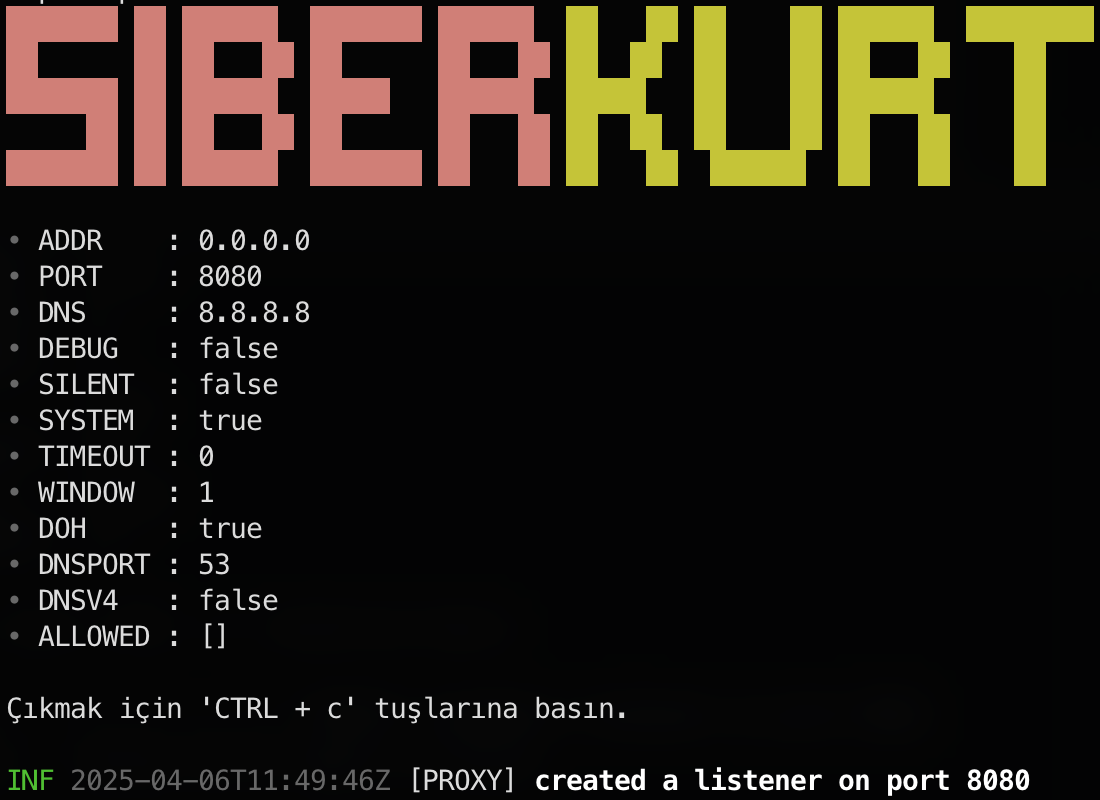 SIBERKURT
• ADDR : 0.0.0.0
• PORT : 8080
• DNS : 8.8.8.8
• DEBUG : false
• SILENT : false
• SYSTEM : true
• TIMEOUT : 0
• WINDOW : 1
• DOH : true
• DNSPORT : 53
• DNSV4 : false
• ALLOWED : []
Çıkmak için 'CTRL + c' tuşlarına basın.
INF 2025-04-06T11:49:46Z [PROXY] created a listener on port 8080